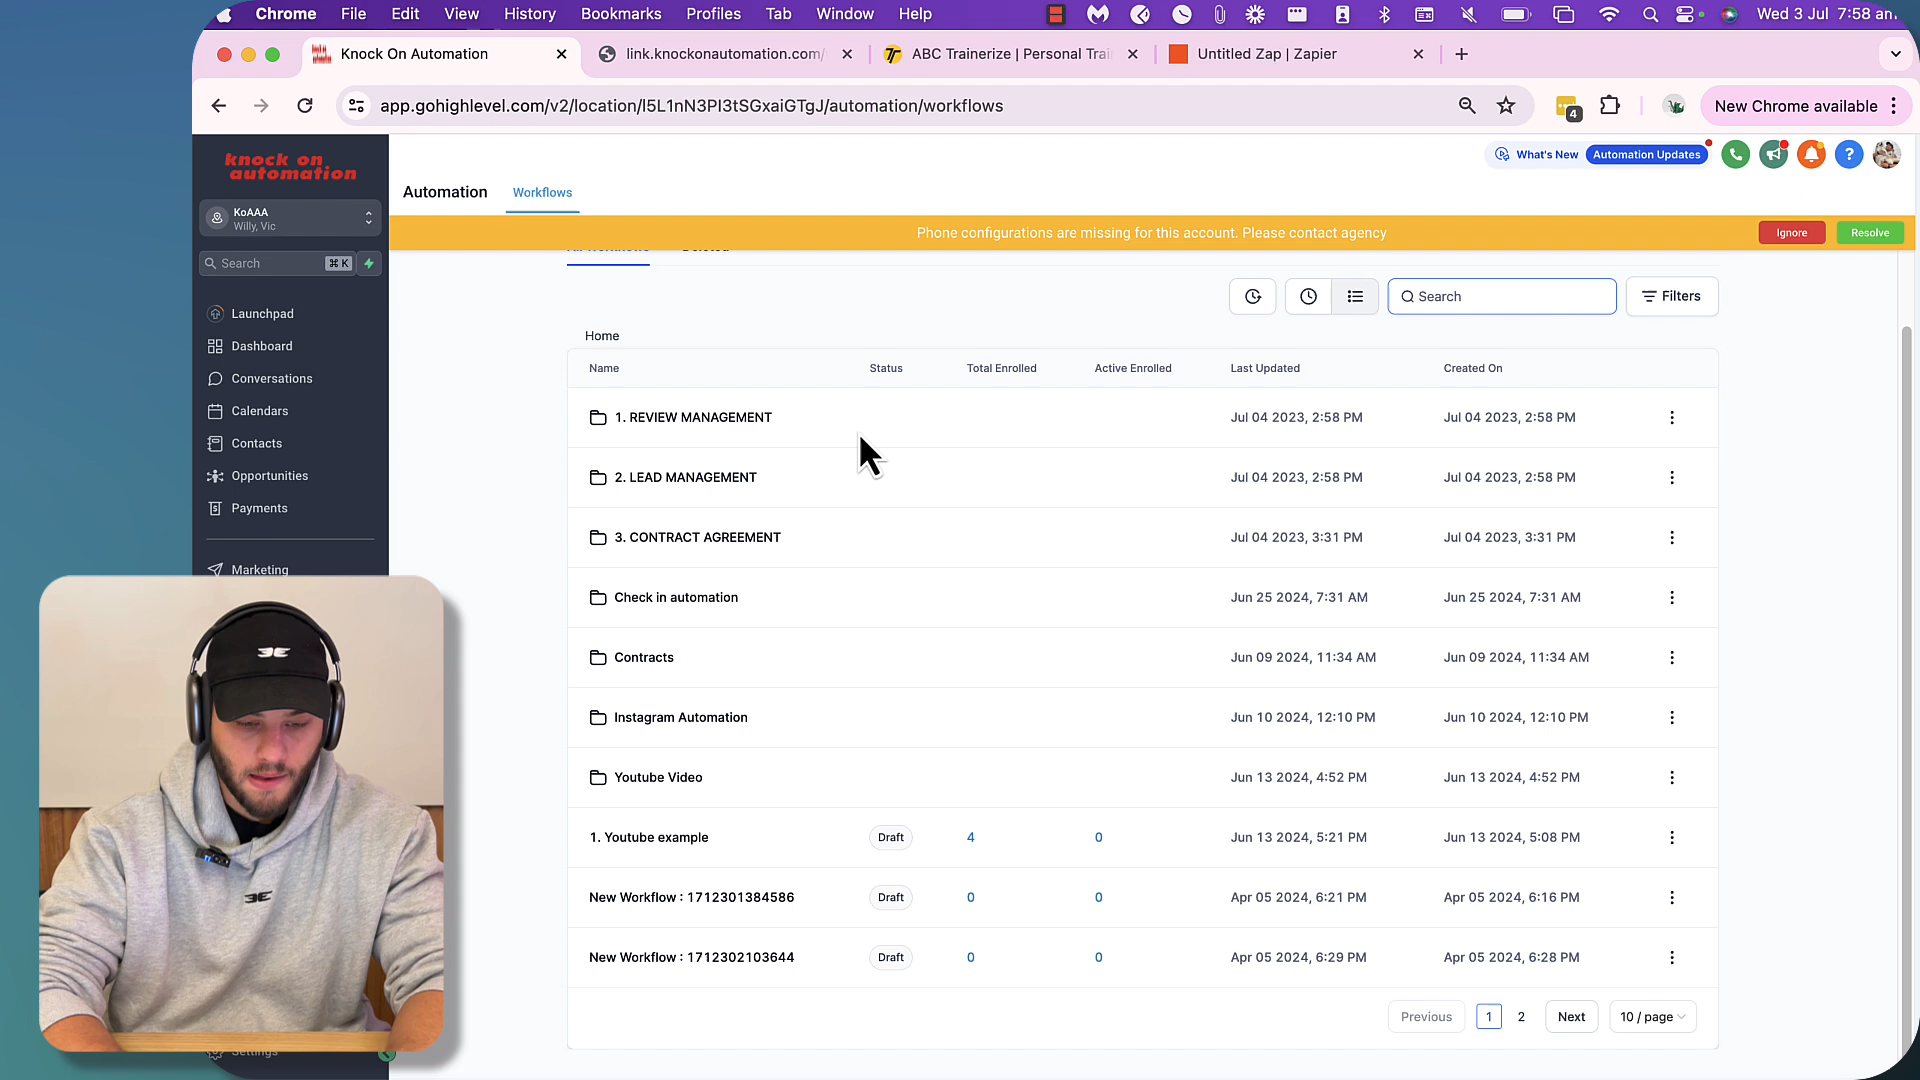 Chrome File Edit View History Bookmarks Profiles Tab Window Help Wed 3 Jul 7:58 am
Knock On Automation link.knockonautomation.com/ ABC Trainerize | Personal Trai Untitled Zap | Zapier
app.gohighlevel.com/v2/location/I5L1nN3PI3tSGxaiGTgJ/automation/workflows 4 New Chrome available
knock on
automation
What's New Automation Updates
Automation Workflows
KoAAA
Willy, Vic
Phone configurations are missing for this account. Please contact agency Ignore Resolve
Search ⌘ K
Search Filters
Launchpad
Dashboard
Conversations
Calendars
Contacts
Opportunities
Payments
Marketing
Settings
Home
Name Status Total Enrolled Active Enrolled Last Updated Created On
1. REVIEW MANAGEMENT Jul 04 2023, 2:58 PM Jul 04 2023, 2:58 PM
2. LEAD MANAGEMENT Jul 04 2023, 2:58 PM Jul 04 2023, 2:58 PM
3. CONTRACT AGREEMENT Jul 04 2023, 3:31 PM Jul 04 2023, 3:31 PM
Check in automation Jun 25 2024, 7:31 AM Jun 25 2024, 7:31 AM
Contracts Jun 09 2024, 11:34 AM Jun 09 2024, 11:34 AM
Instagram Automation Jun 10 2024, 12:10 PM Jun 10 2024, 12:10 PM
Youtube Video Jun 13 2024, 4:52 PM Jun 13 2024, 4:52 PM
1. Youtube example Draft 4 0 Jun 13 2024, 5:21 PM Jun 13 2024, 5:08 PM
New Workflow : 1712301384586 Draft 0 0 Apr 05 2024, 6:21 PM Apr 05 2024, 6:16 PM
New Workflow : 1712302103644 Draft 0 0 Apr 05 2024, 6:29 PM Apr 05 2024, 6:28 PM
Previous 1 2 Next 10 / page